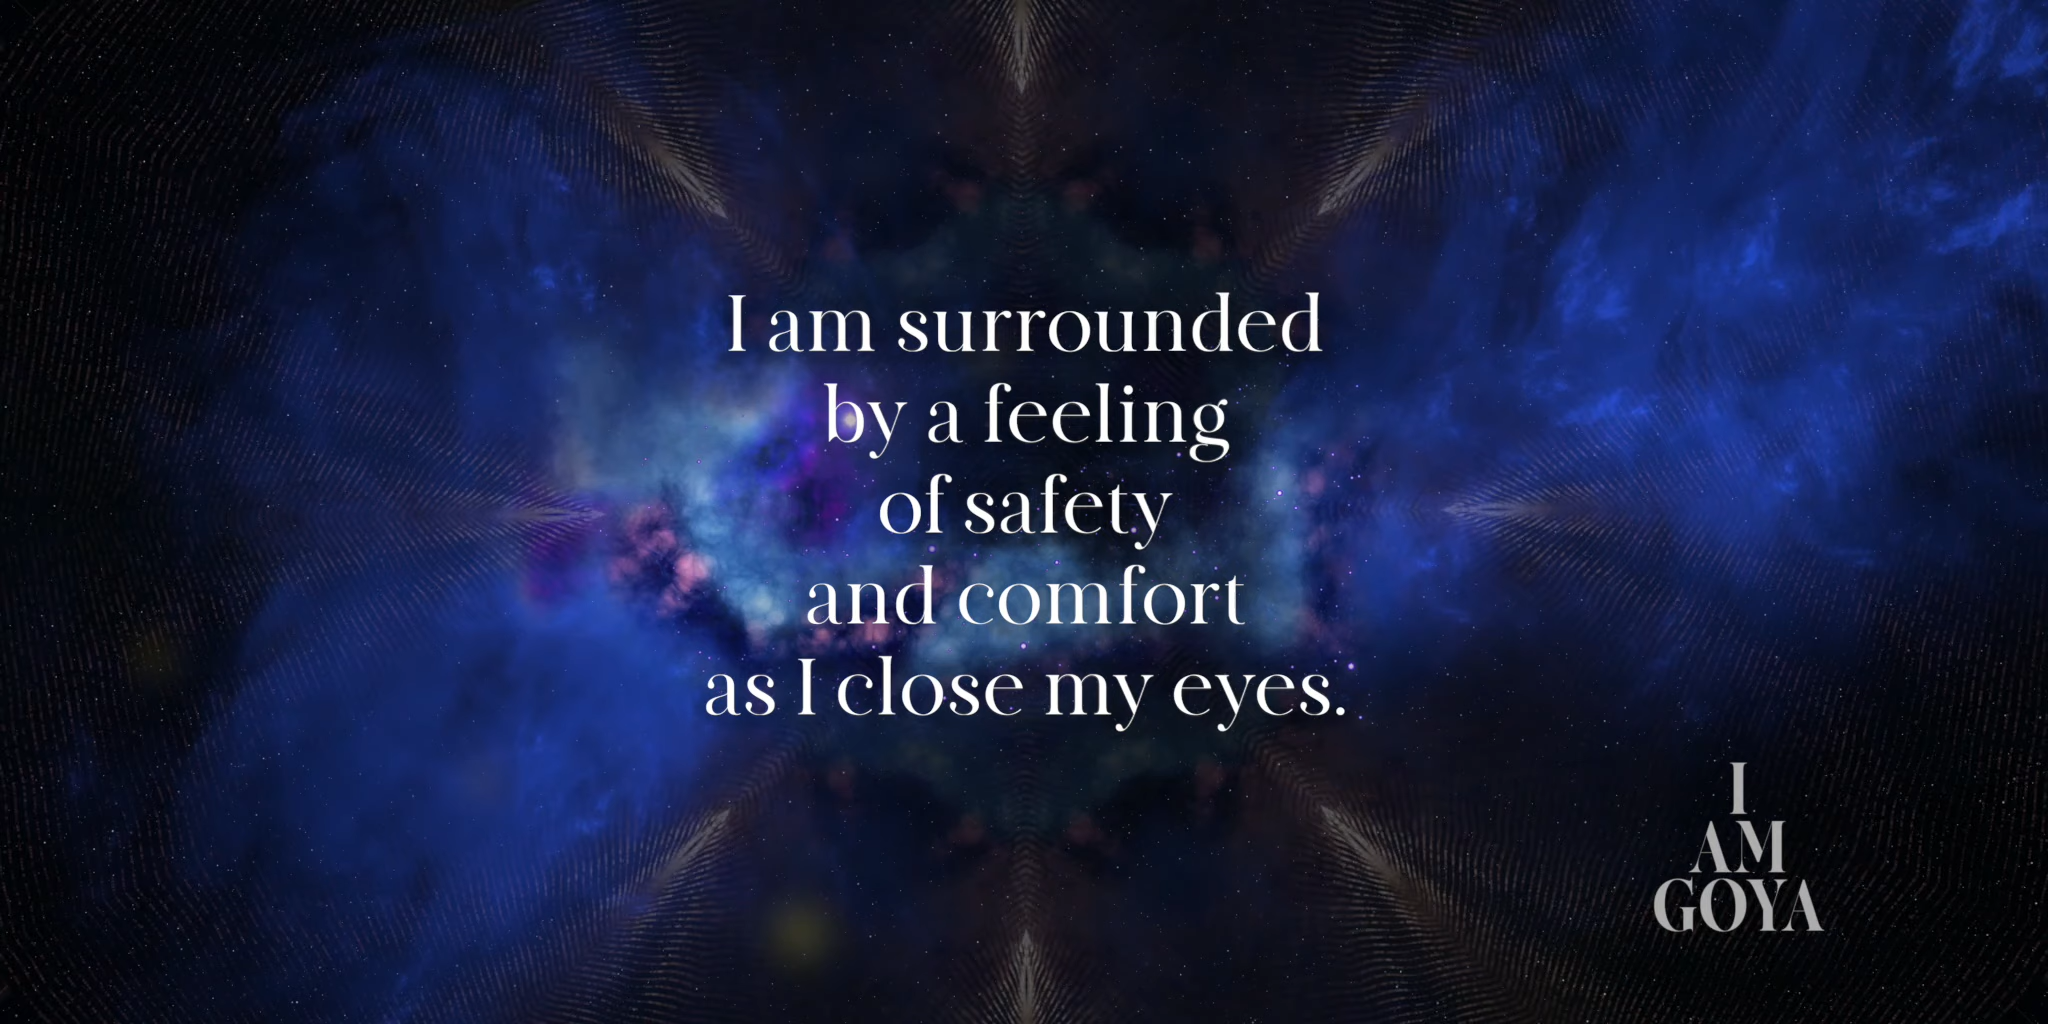 I am surrounded
by a feeling
of safety
and comfort
as I close my eyes.
I
AM
GOYA